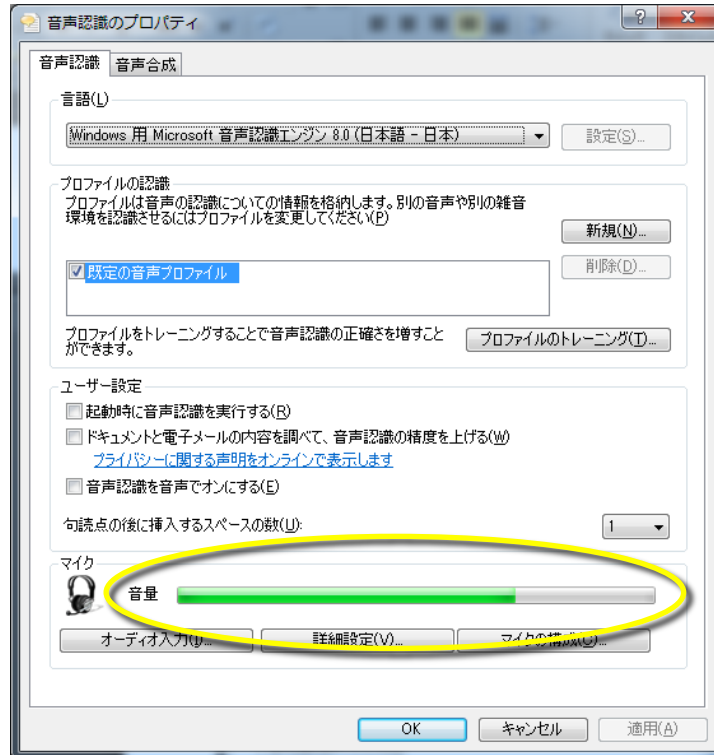 音声認識のプロパティ
音声認識
音声合成
言語(L)
Windows 用 Microsoft 音声認識エンジン 8.0 (日本語 - 日本)
設定(S)...
プロファイルの認識
プロファイルは音声の認識についての情報を格納します。別の音声や別の雑音
環境を認識させるにはプロファイルを変更してください(P)
新規(N)...
既定の音声プロファイル
削除(D)...
プロファイルをトレーニングすることで音声認識の正確さを増すこと
ができます。
プロファイルのトレーニング(T)...
ユーザー設定
起動時に音声認識を実行する(R)
ドキュメントと電子メールの内容を調べて、音声認識の精度を上げる(W)
プライバシーに関する声明をオンラインで表示します
音声認識を音声でオンにする(E)
句読点の後に挿入するスペースの数(U):
1
マイク
音量
オーディオ入力(I)...
詳細設定(V)...
マイクの構成(C)...
OK
キャンセル
適用(A)